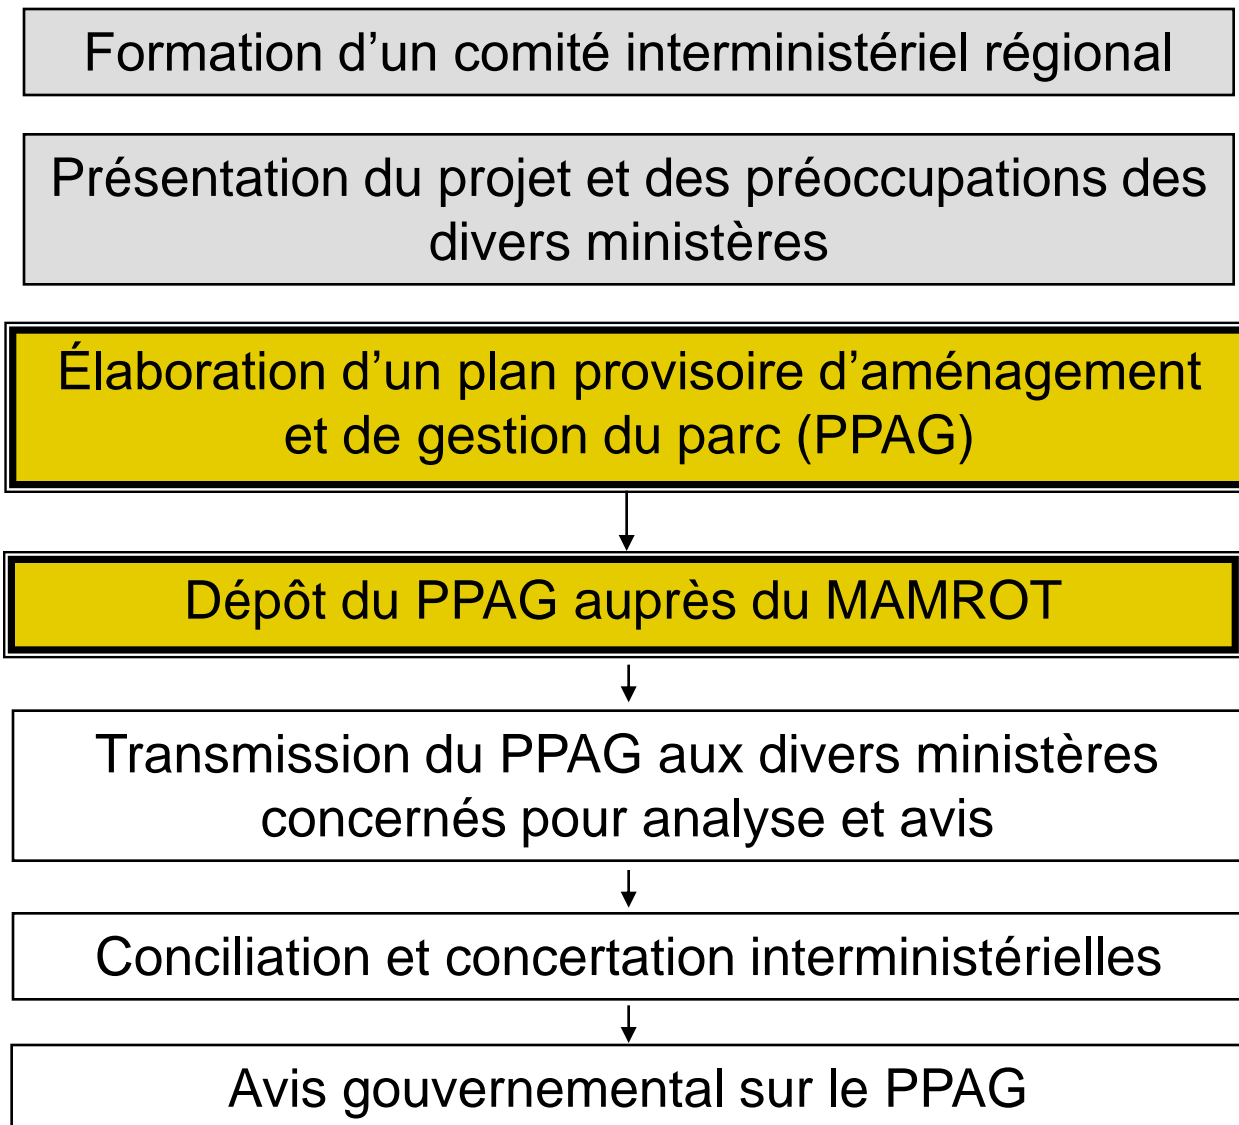 Formation d’un comité interministériel régional
Présentation du projet et des préoccupations des
divers ministères
Élaboration d’un plan provisoire d’aménagement
et de gestion du parc (PPAG)
Dépôt du PPAG auprès du MAMROT
Transmission du PPAG aux divers ministères
concernés pour analyse et avis
Conciliation et concertation interministérielles
Avis gouvernemental sur le PPAG